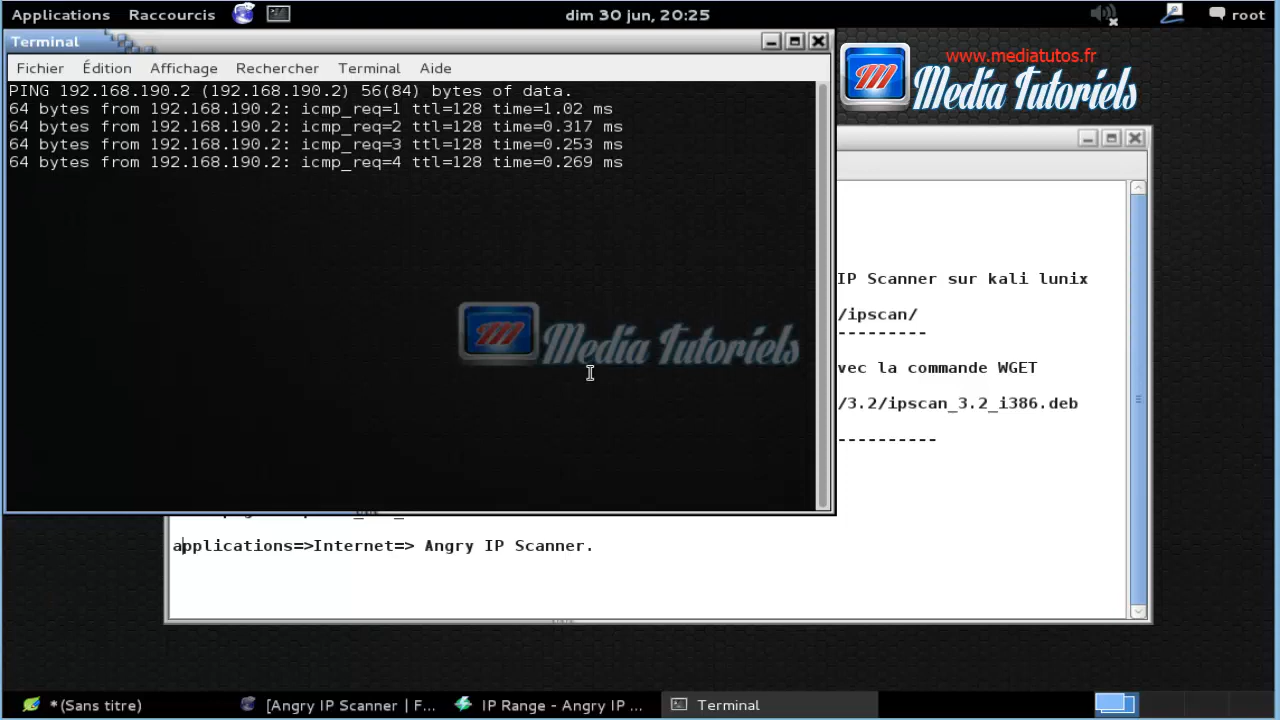 Applications Raccourcis dim 30 jun, 20:25 root
Terminal
Fichier Édition Affichage Rechercher Terminal Aide
PING 192.168.190.2 (192.168.190.2) 56(84) bytes of data.
64 bytes from 192.168.190.2: icmp_req=1 ttl=128 time=1.02 ms
64 bytes from 192.168.190.2: icmp_req=2 ttl=128 time=0.317 ms
64 bytes from 192.168.190.2: icmp_req=3 ttl=128 time=0.253 ms
64 bytes from 192.168.190.2: icmp_req=4 ttl=128 time=0.269 ms
Media Tutoriels
www.mediatutos.fr
Media Tutoriels
IP Scanner sur kali lunix
/ipscan/
---------
vec la commande WGET
/3.2/ipscan_3.2_i386.deb
----------
applications=>Internet=> Angry IP Scanner.
*(Sans titre) [Angry IP Scanner | F... IP Range - Angry IP ... Terminal